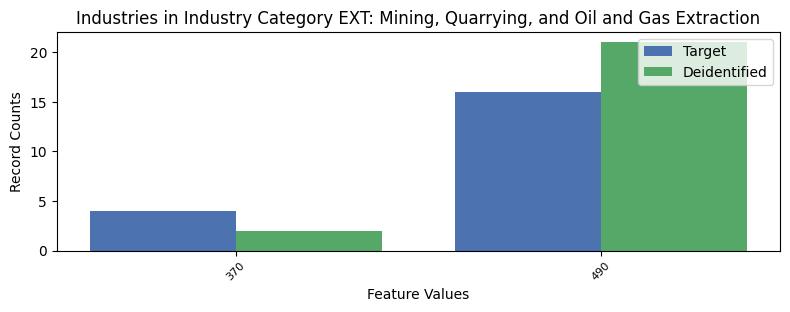 Industries in Industry Category EXT: Mining, Quarrying, and Oil and Gas Extraction
Target
Deidentified
Record Counts
20
15
10
5
0
370
490
Feature Values